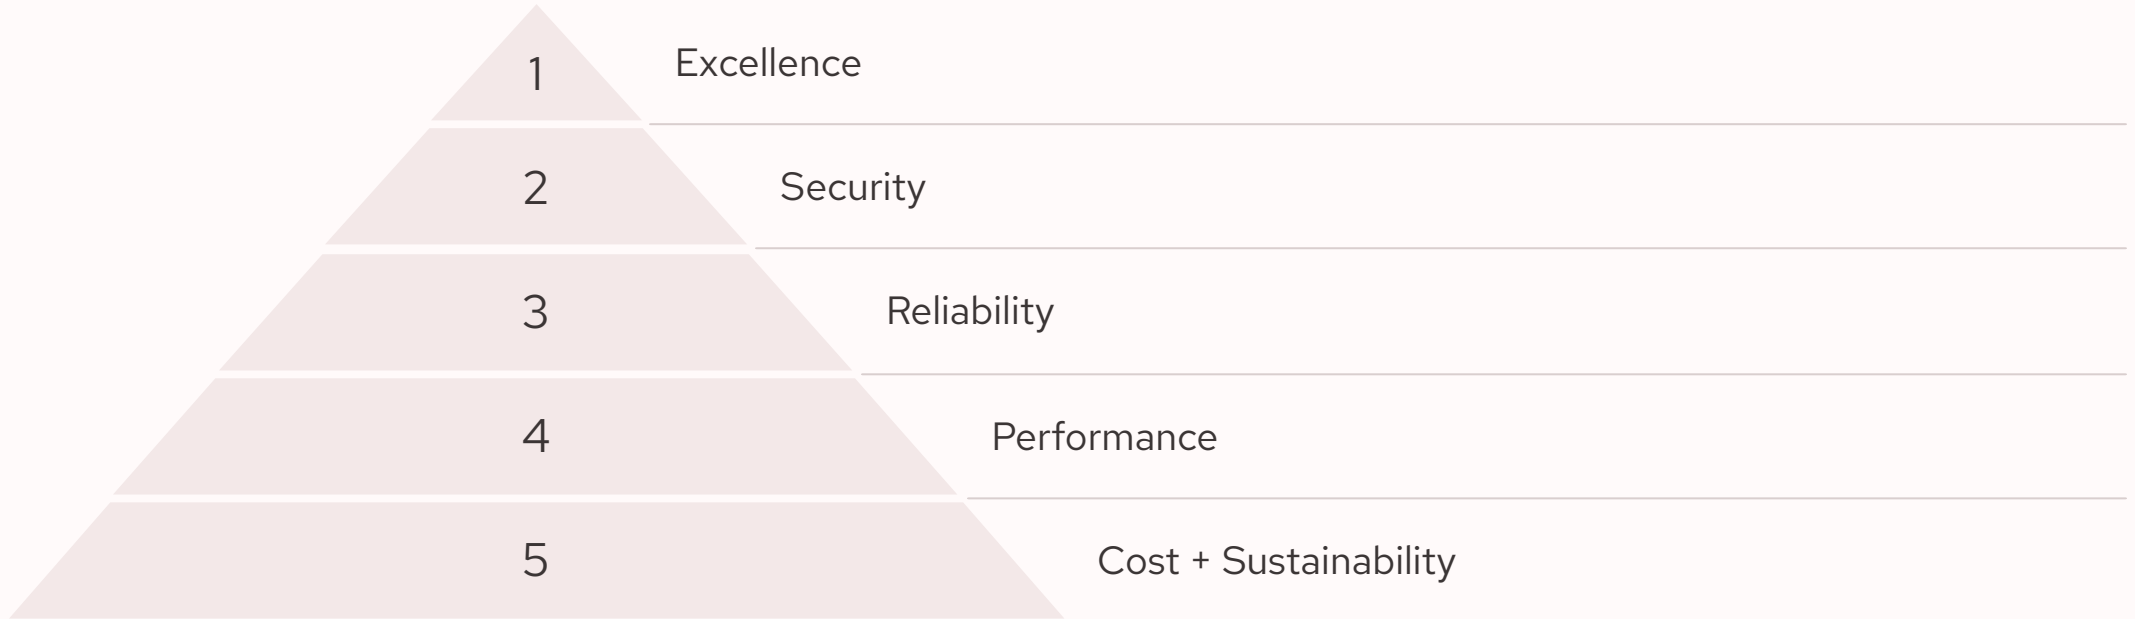 1 Excellence
2 Security
3 Reliability
4 Performance
5 Cost + Sustainability